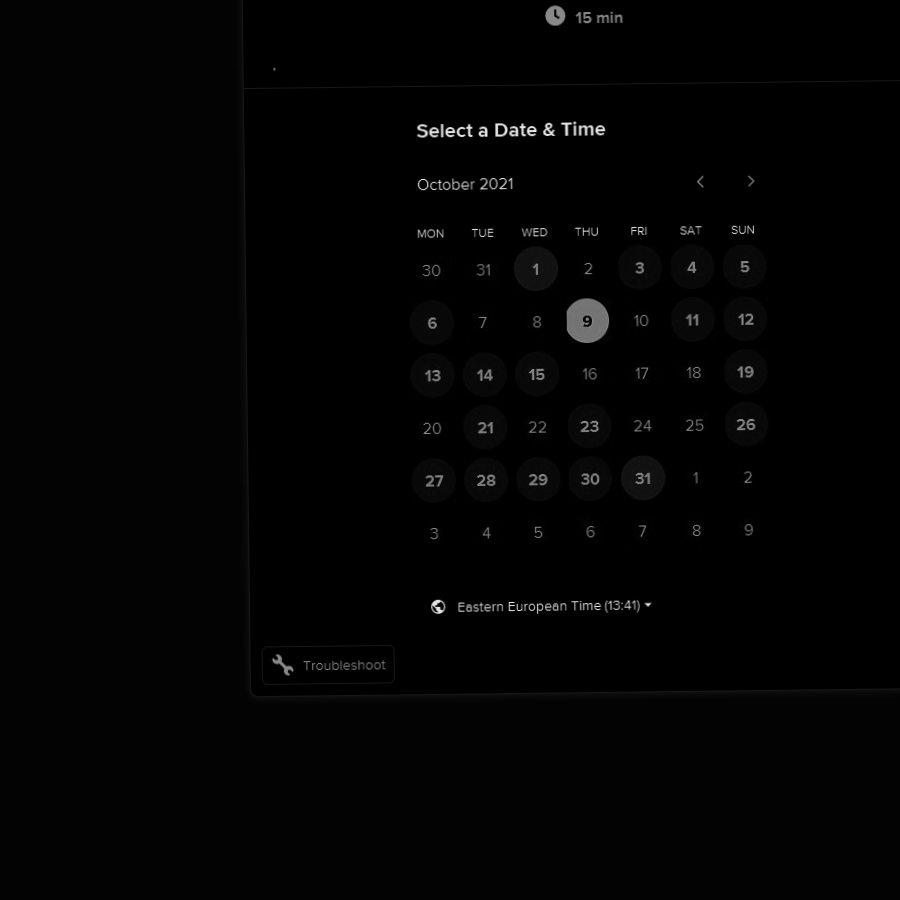 15 min
Select a Date & Time
October 2021
MON TUE WED THU FRI SAT SUN
30 31 1 2 3 4 5
6 7 8 9 10 11 12
13 14 15 16 17 18 19
20 21 22 23 24 25 26
27 28 29 30 31 1 2
3 4 5 6 7 8 9
Eastern European Time (13:41)
Troubleshoot